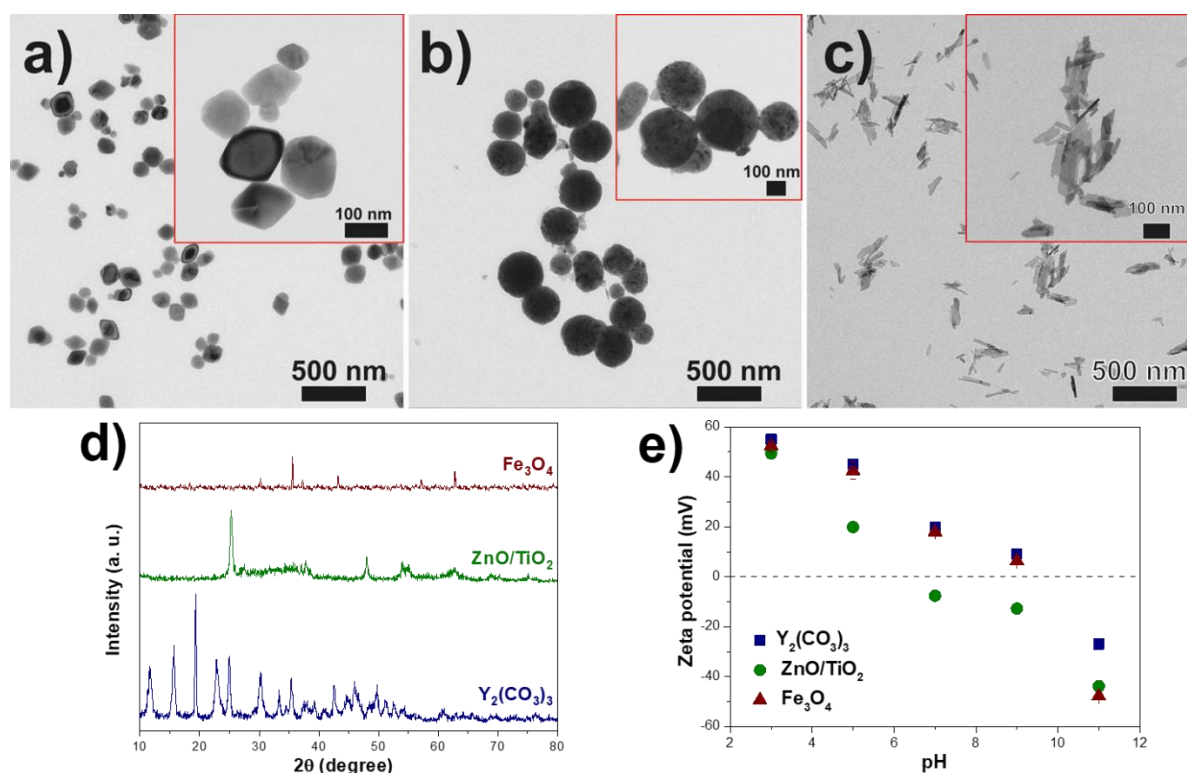 a)
100 nm
500 nm
b)
100 nm
500 nm
c)
100 nm
500 nm
d)
Fe₃O₄
ZnO/TiO₂
Y₂(CO₃)₃
Intensity (a. u.)
10 20 30 40 50 60 70 80
2θ (degree)
e)
Zeta potential (mV)
60
40
20
0
-20
-40
-60
Y₂(CO₃)₃
ZnO/TiO₂
Fe₃O₄
2 4 6 8 10 12
pH